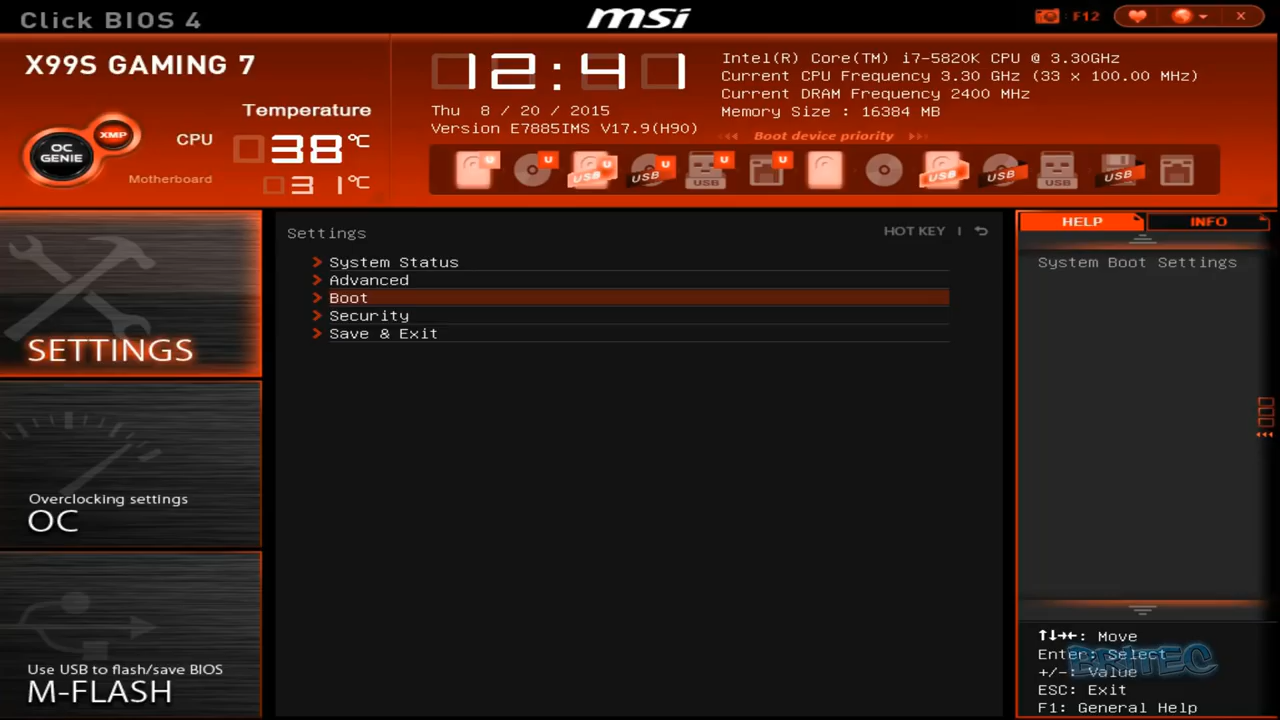 Click BIOS 4
msi
F12
X99S GAMING 7
12:41
Thu 8 / 20 / 2015
Version E7885IMS V17.9(H90)
Intel(R) Core(TM) i7-5820K CPU @ 3.30GHz
Current CPU Frequency 3.30 GHz (33 x 100.00 MHz)
Current DRAM Frequency 2400 MHz
Memory Size : 16384 MB
Boot device priority
OC GENIE
XMP
Temperature
CPU 38°C
Motherboard 31°C
U U USB U USB U USB U U USB USB USB USB
SETTINGS
Overclocking settings
OC
Use USB to flash/save BIOS
M-FLASH
Settings
HOT KEY
System Status
Advanced
Boot
Security
Save & Exit
HELP
INFO
System Boot Settings
↑↓→←: Move
Enter: Select
+/-: Value
ESC: Exit
F1: General Help
BRITEC